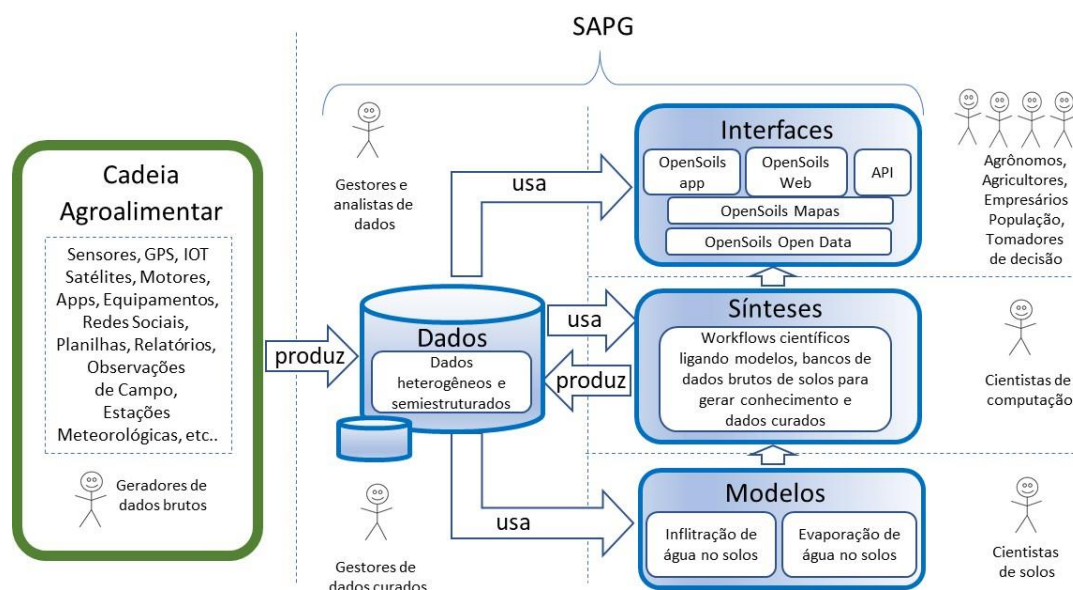 SAPG
Cadeia
Agroalimentar
Sensores, GPS, IOT
Satélites, Motores,
Apps, Equipamentos,
Redes Sociais,
Planilhas, Relatórios,
Observações
de Campo,
Estações
Meteorológicas, etc..
Geradores de
dados brutos
produz
Gestores e
analistas de
dados
usa
Dados
Dados
heterogêneos e
semiestruturados
usa
produz
usa
Gestores de
dados curados
Interfaces
OpenSoils
app
OpenSoils
Web
API
OpenSoils Mapas
OpenSoils Open Data
Sínteses
Workflows científicos
ligando modelos, bancos de
dados brutos de solos para
gerar conhecimento e
dados curados
Modelos
Inflitração de
água no solos
Evaporação de
água no solos
Agrônomos,
Agricultores,
Empresários
População,
Tomadores
de decisão
Cientistas de
computação
Cientistas
de solos